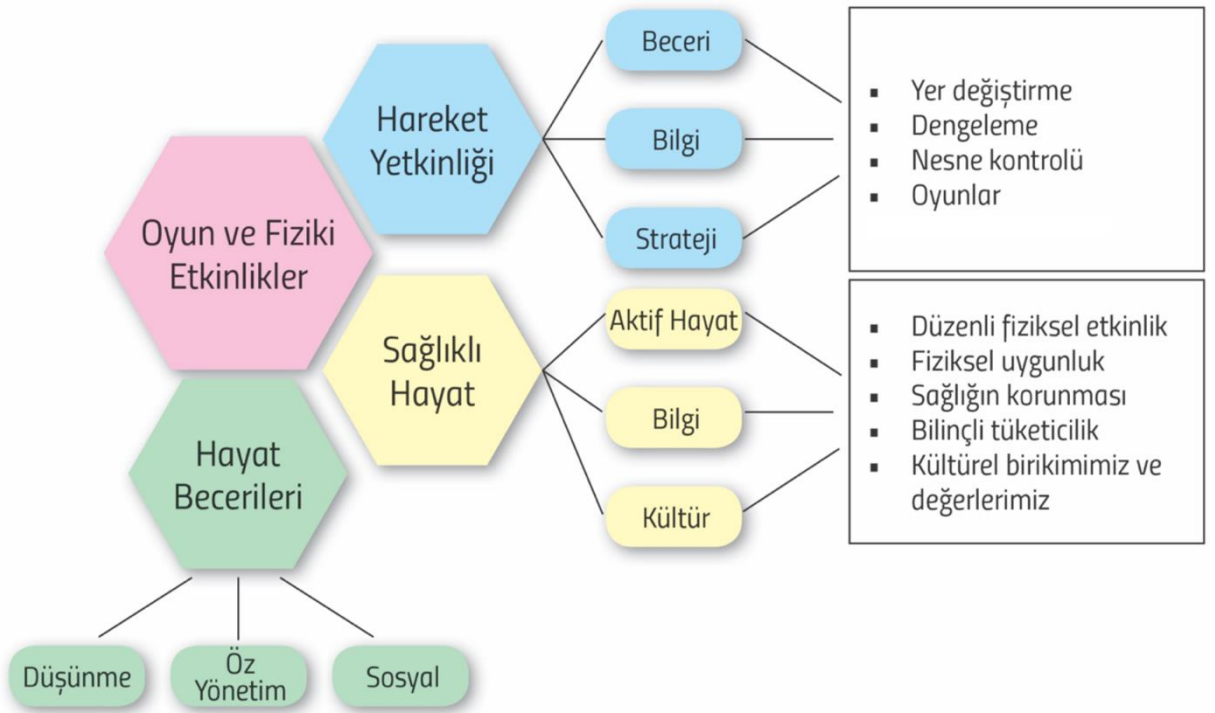 Oyun ve Fiziki
Etkinlikler
Hareket
Yetkinliği
Beceri
Bilgi
Strateji
▪ Yer değiştirme
▪ Dengeleme
▪ Nesne kontrolü
▪ Oyunlar
Sağlıklı
Hayat
Aktif Hayat
Bilgi
Kültür
▪ Düzenli fiziksel etkinlik
▪ Fiziksel uygunluk
▪ Sağlığın korunması
▪ Bilinçli tüketicilik
▪ Kültürel birikimimiz ve
değerlerimiz
Hayat
Becerileri
Düşünme
Öz
Yönetim
Sosyal